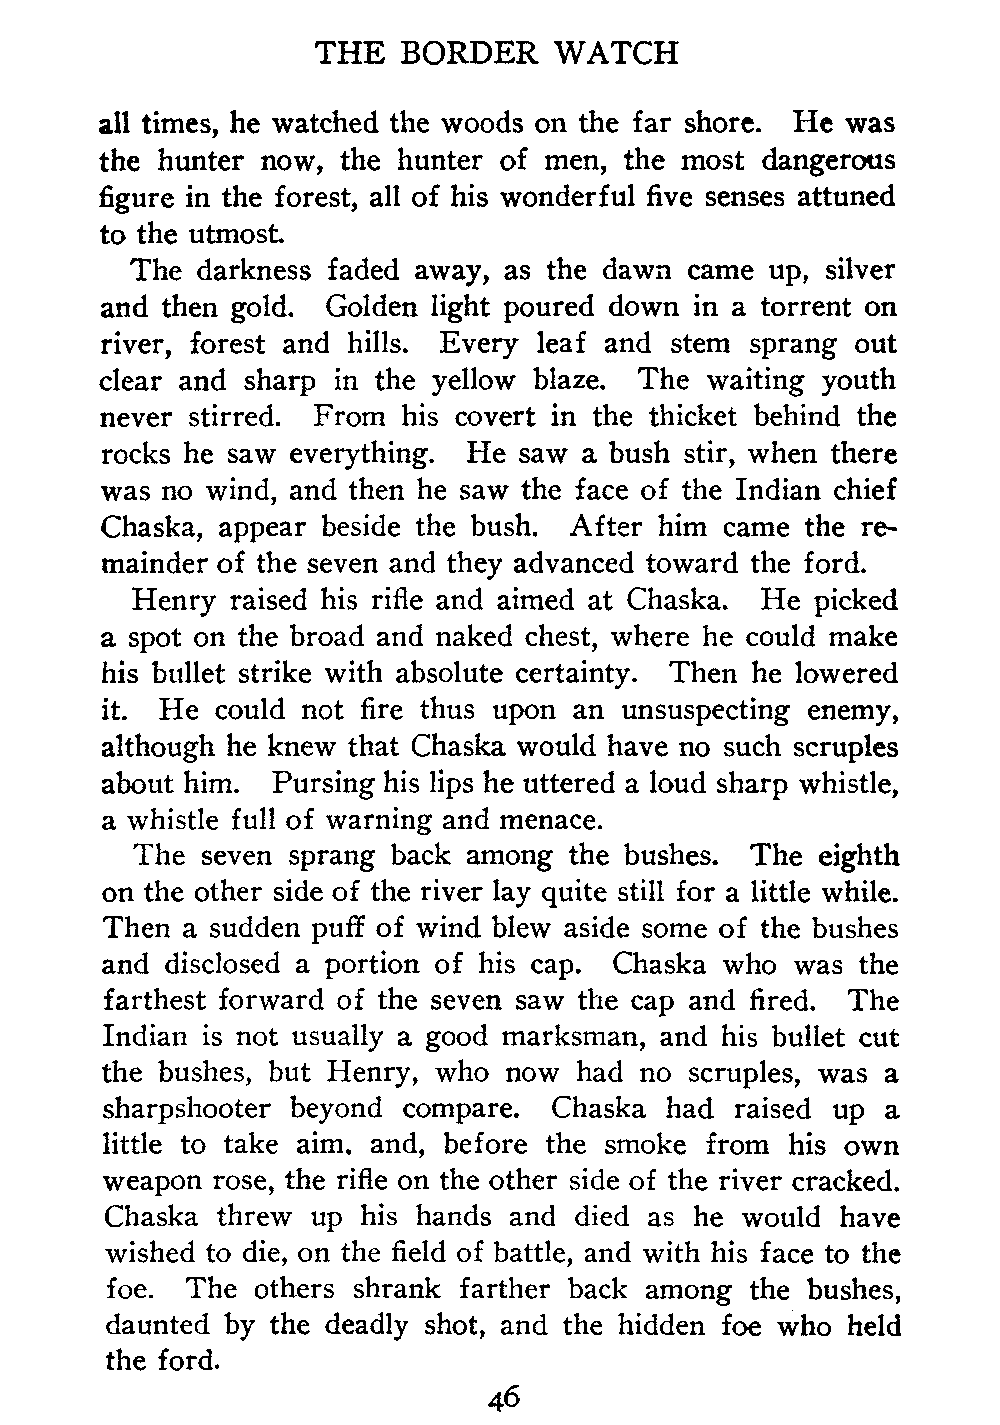 THE BORDER WATCH
all times, he watched the woods on the far shore. He was
the hunter now, the hunter of men, the most dangerous
figure in the forest, all of his wonderful five senses attuned
to the utmost.
The darkness faded away, as the dawn came up, silver
and then gold. Golden light poured down in a torrent on
river, forest and hills. Every leaf and stem sprang out
clear and sharp in the yellow blaze. The waiting youth
never stirred. From his covert in the thicket behind the
rocks he saw everything. He saw a bush stir, when there
was no wind, and then he saw the face of the Indian chief
Chaska, appear beside the bush. After him came the re-
mainder of the seven and they advanced toward the ford.
Henry raised his rifle and aimed at Chaska. He picked
a spot on the broad and naked chest, where he could make
his bullet strike with absolute certainty. Then he lowered
it. He could not fire thus upon an unsuspecting enemy,
although he knew that Chaska would have no such scruples
about him. Pursing his lips he uttered a loud sharp whistle,
a whistle full of warning and menace.
The seven sprang back among the bushes. The eighth
on the other side of the river lay quite still for a little while.
Then a sudden puff of wind blew aside some of the bushes
and disclosed a portion of his cap. Chaska who was the
farthest forward of the seven saw the cap and fired. The
Indian is not usually a good marksman, and his bullet cut
the bushes, but Henry, who now had no scruples, was a
sharpshooter beyond compare. Chaska had raised up a
little to take aim. and, before the smoke from his own
weapon rose, the rifle on the other side of the river cracked.
Chaska threw up his hands and died as he would have
wished to die, on the field of battle, and with his face to the
foe. The others shrank farther back among the bushes,
daunted by the deadly shot, and the hidden foe who held
the ford.
46